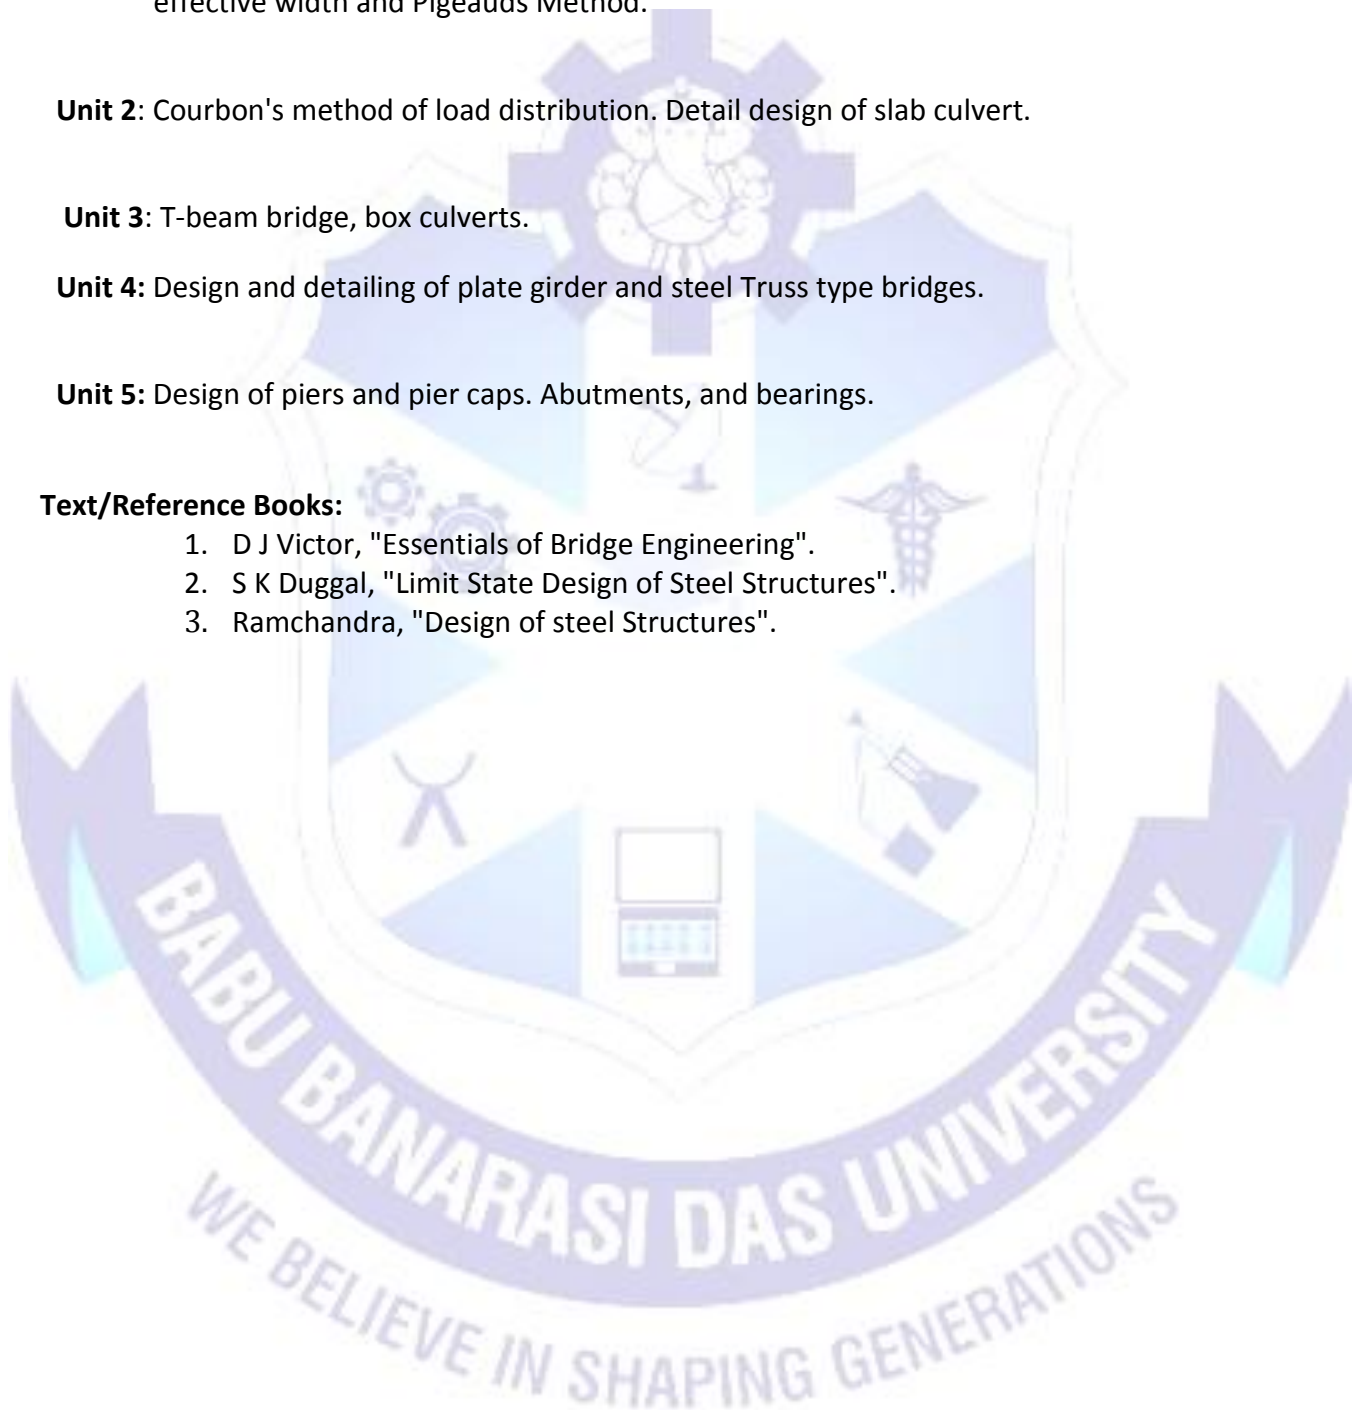 effective width and Pigeauds Method.
Unit 2: Courbon's method of load distribution. Detail design of slab culvert.
Unit 3: T-beam bridge, box culverts.
Unit 4: Design and detailing of plate girder and steel Truss type bridges.
Unit 5: Design of piers and pier caps. Abutments, and bearings.
Text/Reference Books:
1. D J Victor, "Essentials of Bridge Engineering".
2. S K Duggal, "Limit State Design of Steel Structures".
3. Ramchandra, "Design of steel Structures".
BABU BANARASI DAS UNIVERSITY
WE BELIEVE IN SHAPING GENERATIONS